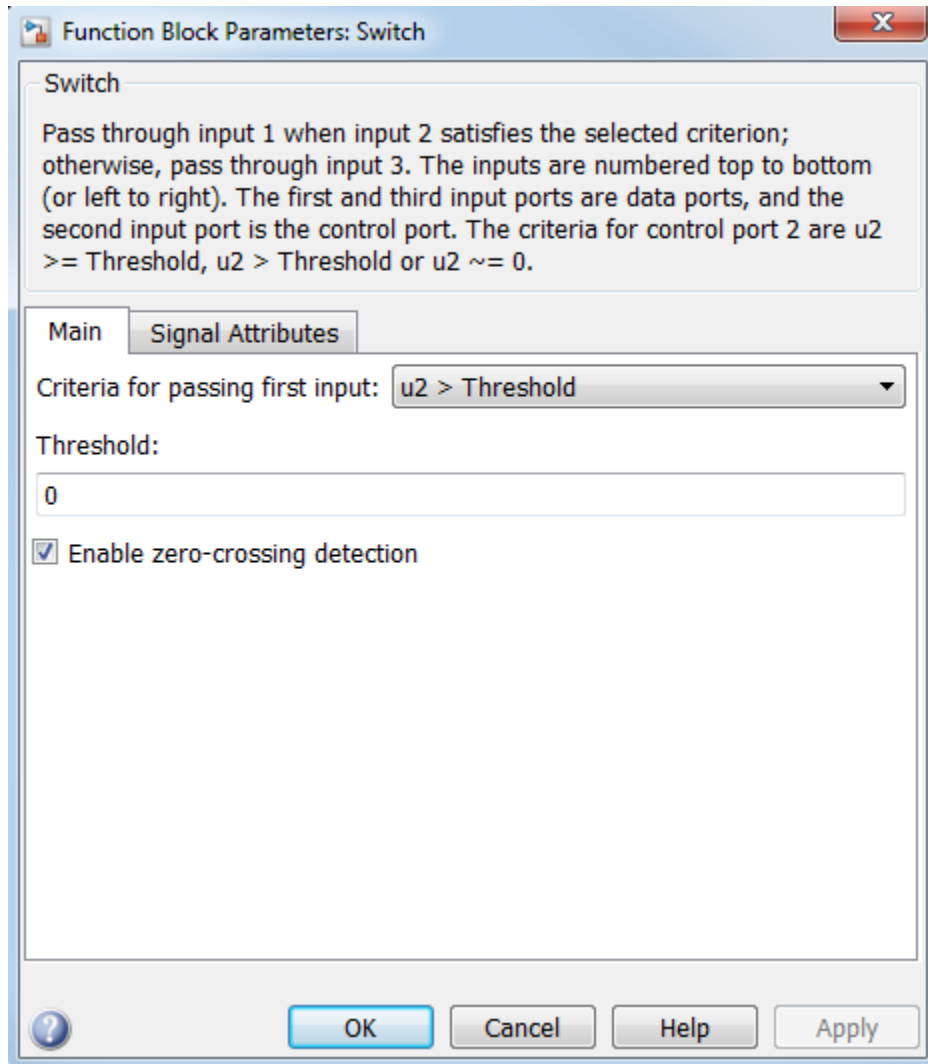 Function Block Parameters: Switch
X
Switch
Pass through input 1 when input 2 satisfies the selected criterion;
otherwise, pass through input 3. The inputs are numbered top to bottom
(or left to right). The first and third input ports are data ports, and the
second input port is the control port. The criteria for control port 2 are u2
>= Threshold, u2 > Threshold or u2 ~= 0.
Main Signal Attributes
Criteria for passing first input: u2 > Threshold
Threshold:
0
Enable zero-crossing detection
? OK Cancel Help Apply